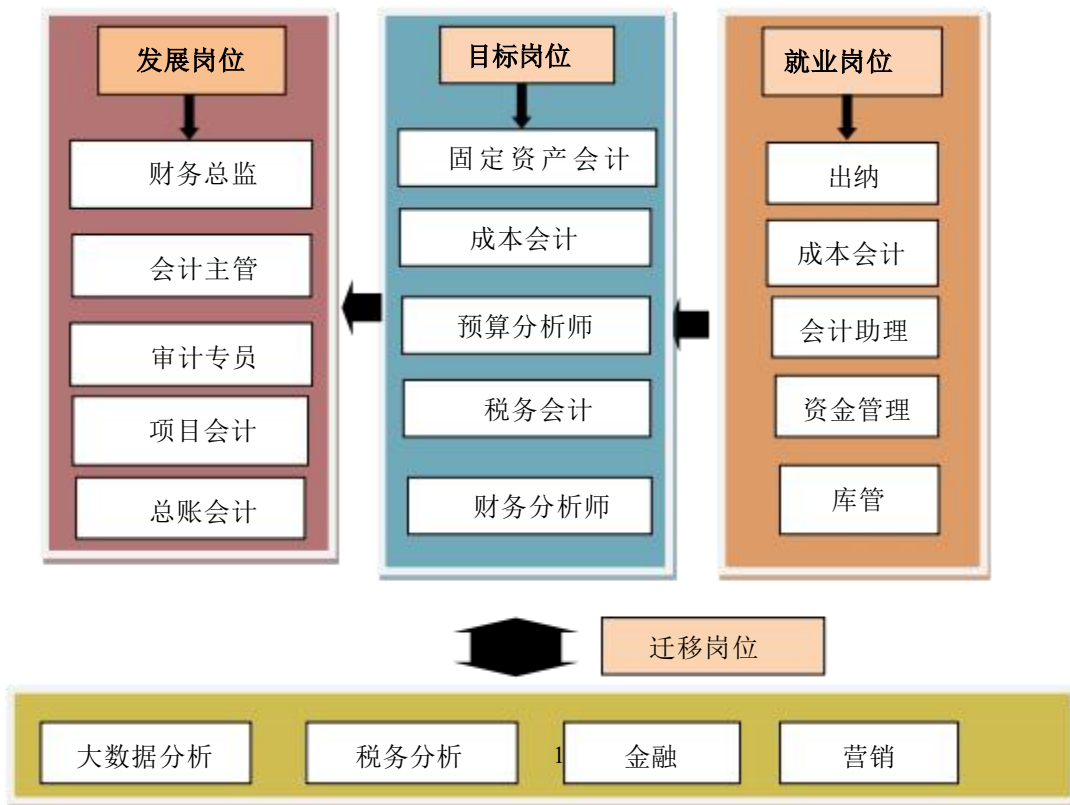 发展岗位
财务总监
会计主管
审计专员
项目会计
总账会计
目标岗位
固定资产会计
成本会计
预算分析师
税务会计
财务分析师
就业岗位
出纳
成本会计
会计助理
资金管理
库管
迁移岗位
大数据分析
税务分析
1
金融
营销